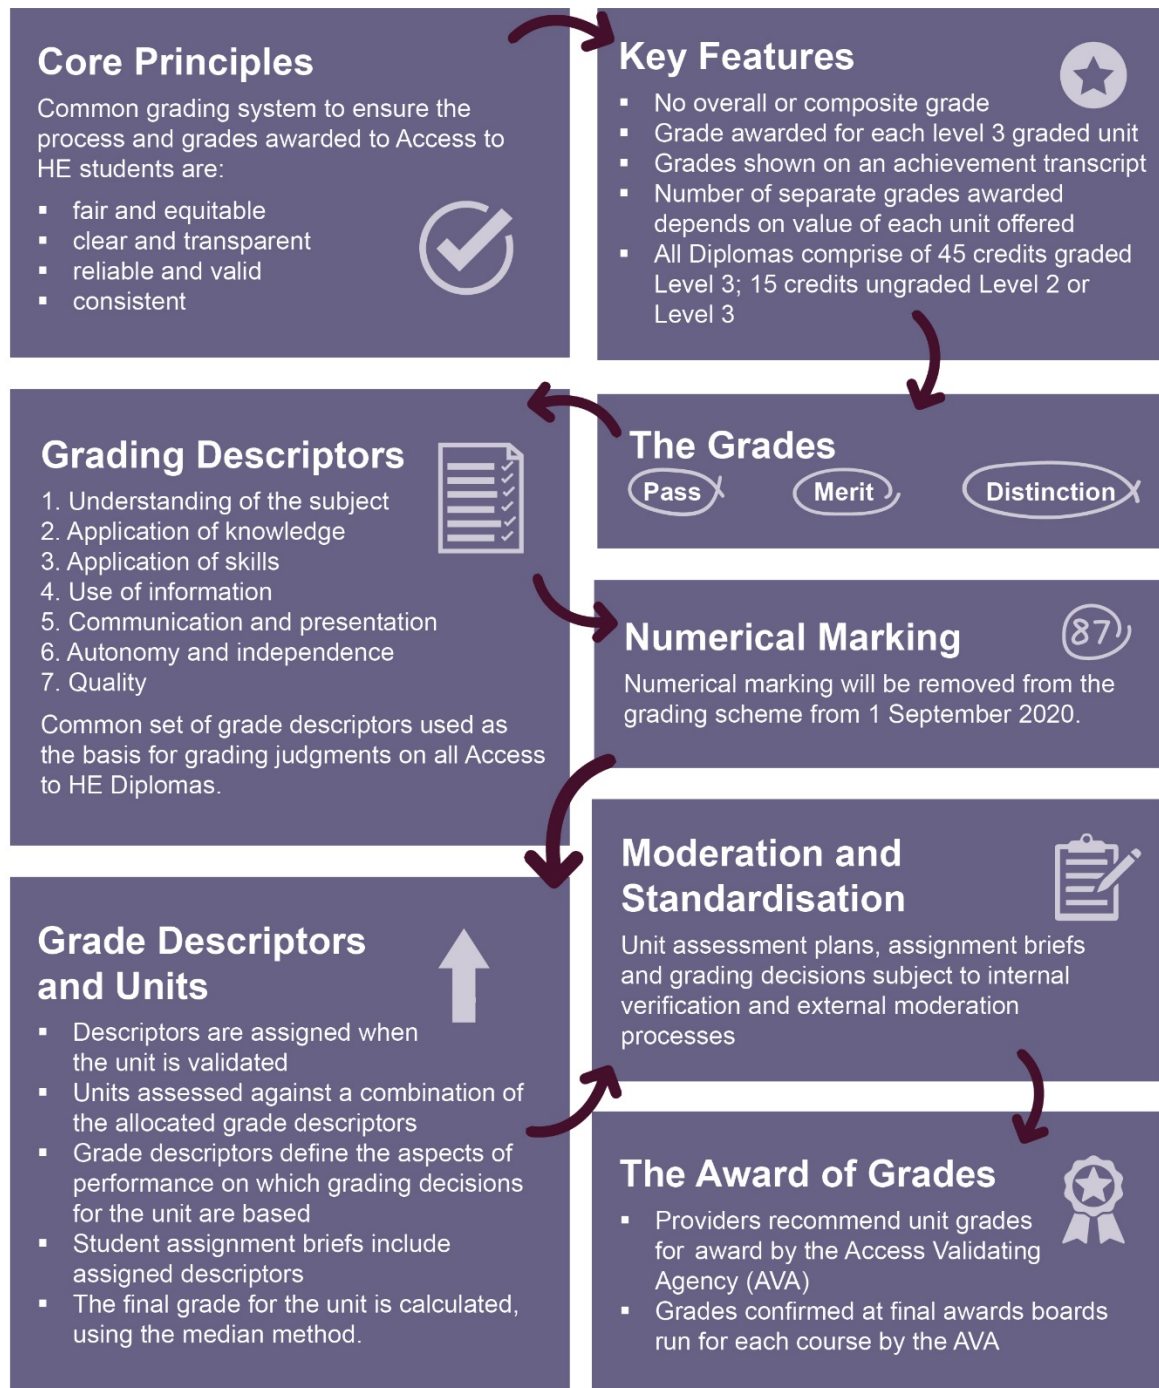 Core Principles
Common grading system to ensure the
process and grades awarded to Access to
HE students are:
▪ fair and equitable
▪ clear and transparent
▪ reliable and valid
▪ consistent
Key Features
▪ No overall or composite grade
▪ Grade awarded for each level 3 graded unit
▪ Grades shown on an achievement transcript
▪ Number of separate grades awarded
depends on value of each unit offered
▪ All Diplomas comprise of 45 credits graded
Level 3; 15 credits ungraded Level 2 or
Level 3
The Grades
Pass Merit Distinction
Grading Descriptors
1. Understanding of the subject
2. Application of knowledge
3. Application of skills
4. Use of information
5. Communication and presentation
6. Autonomy and independence
7. Quality
Common set of grade descriptors used as
the basis for grading judgments on all Access
to HE Diplomas.
Numerical Marking
87
Numerical marking will be removed from the
grading scheme from 1 September 2020.
Grade Descriptors
and Units
▪ Descriptors are assigned when
the unit is validated
▪ Units assessed against a combination of
the allocated grade descriptors
▪ Grade descriptors define the aspects of
performance on which grading decisions
for the unit are based
▪ Student assignment briefs include
assigned descriptors
▪ The final grade for the unit is calculated,
using the median method.
Moderation and
Standardisation
Unit assessment plans, assignment briefs
and grading decisions subject to internal
verification and external moderation
processes
The Award of Grades
▪ Providers recommend unit grades
for award by the Access Validating
Agency (AVA)
▪ Grades confirmed at final awards boards
run for each course by the AVA